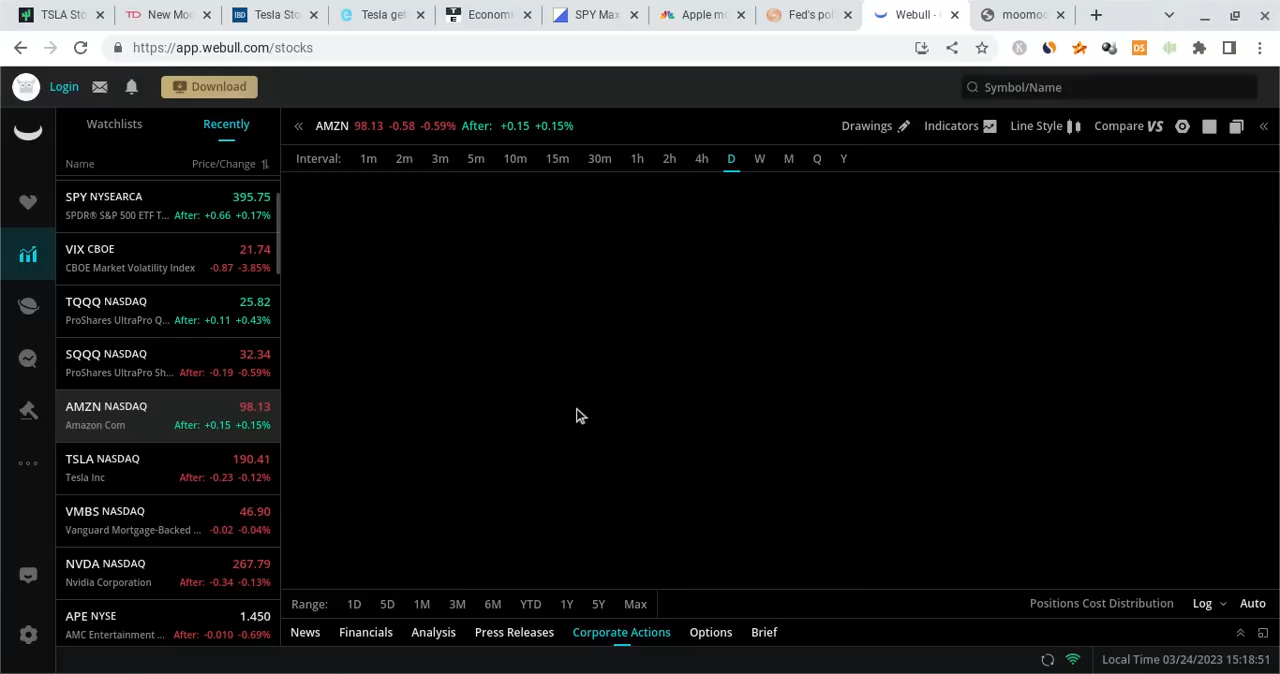 TSLA Sto
New Moo
Tesla Sto
Tesla get
Economi
SPY Max
Apple mo
Fed's pol
Webull -
moomoo
https://app.webull.com/stocks
Login
Download
Symbol/Name
Watchlists
Recently
« AMZN 98.13 -0.58 -0.59% After: +0.15 +0.15%
Drawings
Indicators
Line Style
Compare VS
«
Name
Price/Change
Interval: 1m 2m 3m 5m 10m 15m 30m 1h 2h 4h D W M Q Y
SPY NYSEARCA 395.75
SPDR® S&P 500 ETF T... After: +0.66 +0.17%
VIX CBOE 21.74
CBOE Market Volatility Index -0.87 -3.85%
TQQQ NASDAQ 25.82
ProShares UltraPro Q... After: +0.11 +0.43%
SQQQ NASDAQ 32.34
ProShares UltraPro Sh... After: -0.19 -0.59%
AMZN NASDAQ 98.13
Amazon Com After: +0.15 +0.15%
TSLA NASDAQ 190.41
Tesla Inc After: -0.23 -0.12%
VMBS NASDAQ 46.90
Vanguard Mortgage-Backed ... -0.02 -0.04%
NVDA NASDAQ 267.79
Nvidia Corporation After: -0.34 -0.13%
APE NYSE 1.450
AMC Entertainment ... After: -0.010 -0.69%
Range: 1D 5D 1M 3M 6M YTD 1Y 5Y Max
Positions Cost Distribution Log Auto
News Financials Analysis Press Releases Corporate Actions Options Brief
Local Time 03/24/2023 15:18:51